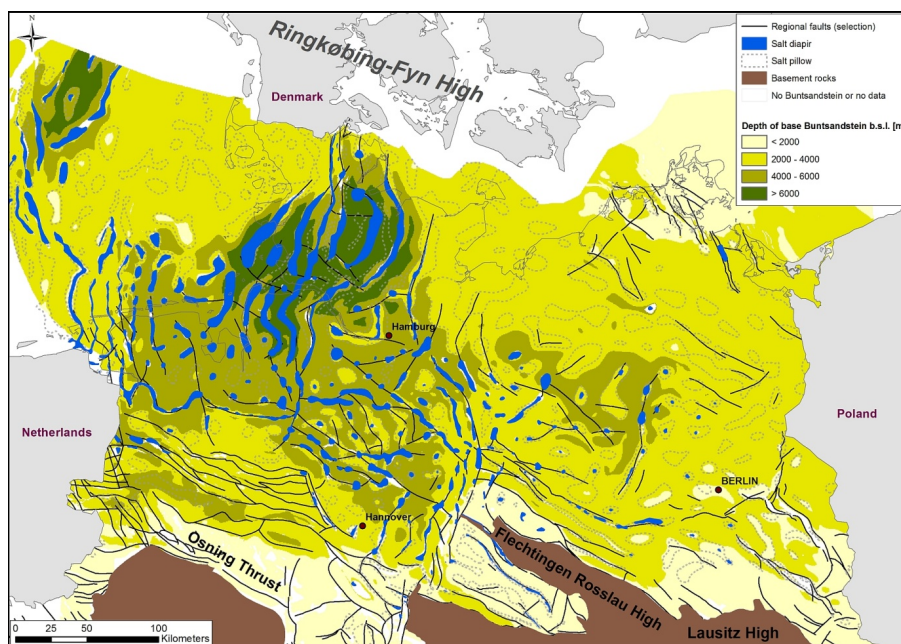 N
Ringkøbing-Fyn High
Denmark
Regional faults (selection)
Salt diapir
Salt pillow
Basement rocks
No Buntsandstein or no data
Depth of base Buntsandstein b.s.l. [m
< 2000
2000 - 4000
4000 - 6000
> 6000
Hamburg
Netherlands
Poland
BERLIN
Hannover
Osning Thrust
Flechtingen Rosslau High
Lausitz High
0 25 50 100
Kilometers